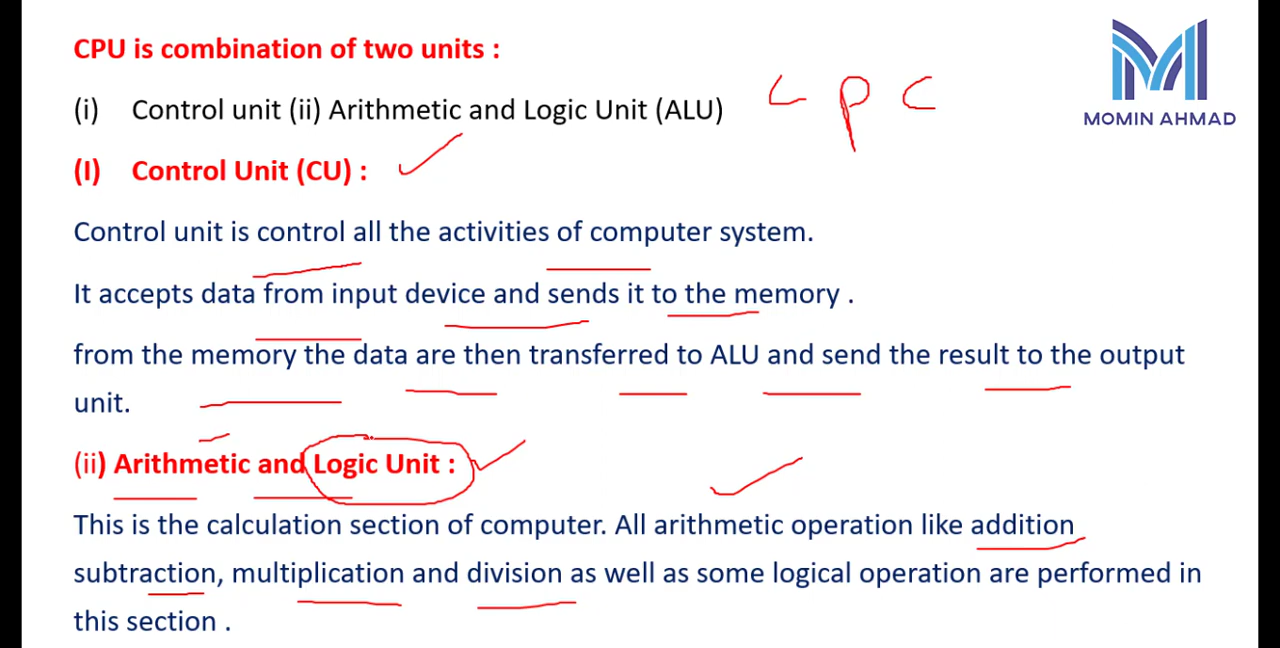 CPU is combination of two units :
(i) Control unit (ii) Arithmetic and Logic Unit (ALU)
MOMIN AHMAD
(I) Control Unit (CU) :
Control unit is control all the activities of computer system.
It accepts data from input device and sends it to the memory .
from the memory the data are then transferred to ALU and send the result to the output
unit.
(ii) Arithmetic and Logic Unit :
This is the calculation section of computer. All arithmetic operation like addition
subtraction, multiplication and division as well as some logical operation are performed in
this section .